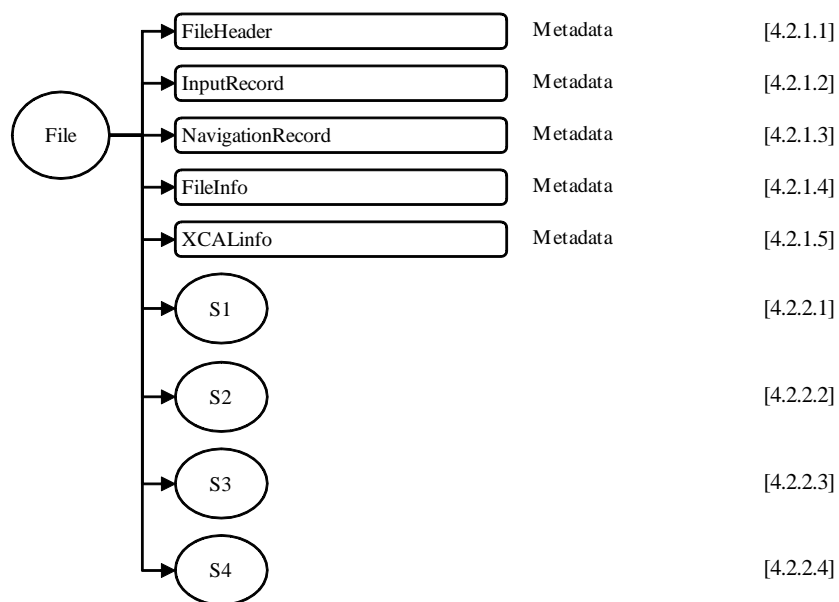 FileHeader Metadata [4.2.1.1]
InputRecord Metadata [4.2.1.2]
File NavigationRecord Metadata [4.2.1.3]
FileInfo Metadata [4.2.1.4]
XCALinfo Metadata [4.2.1.5]
S1 [4.2.2.1]
S2 [4.2.2.2]
S3 [4.2.2.3]
S4 [4.2.2.4]